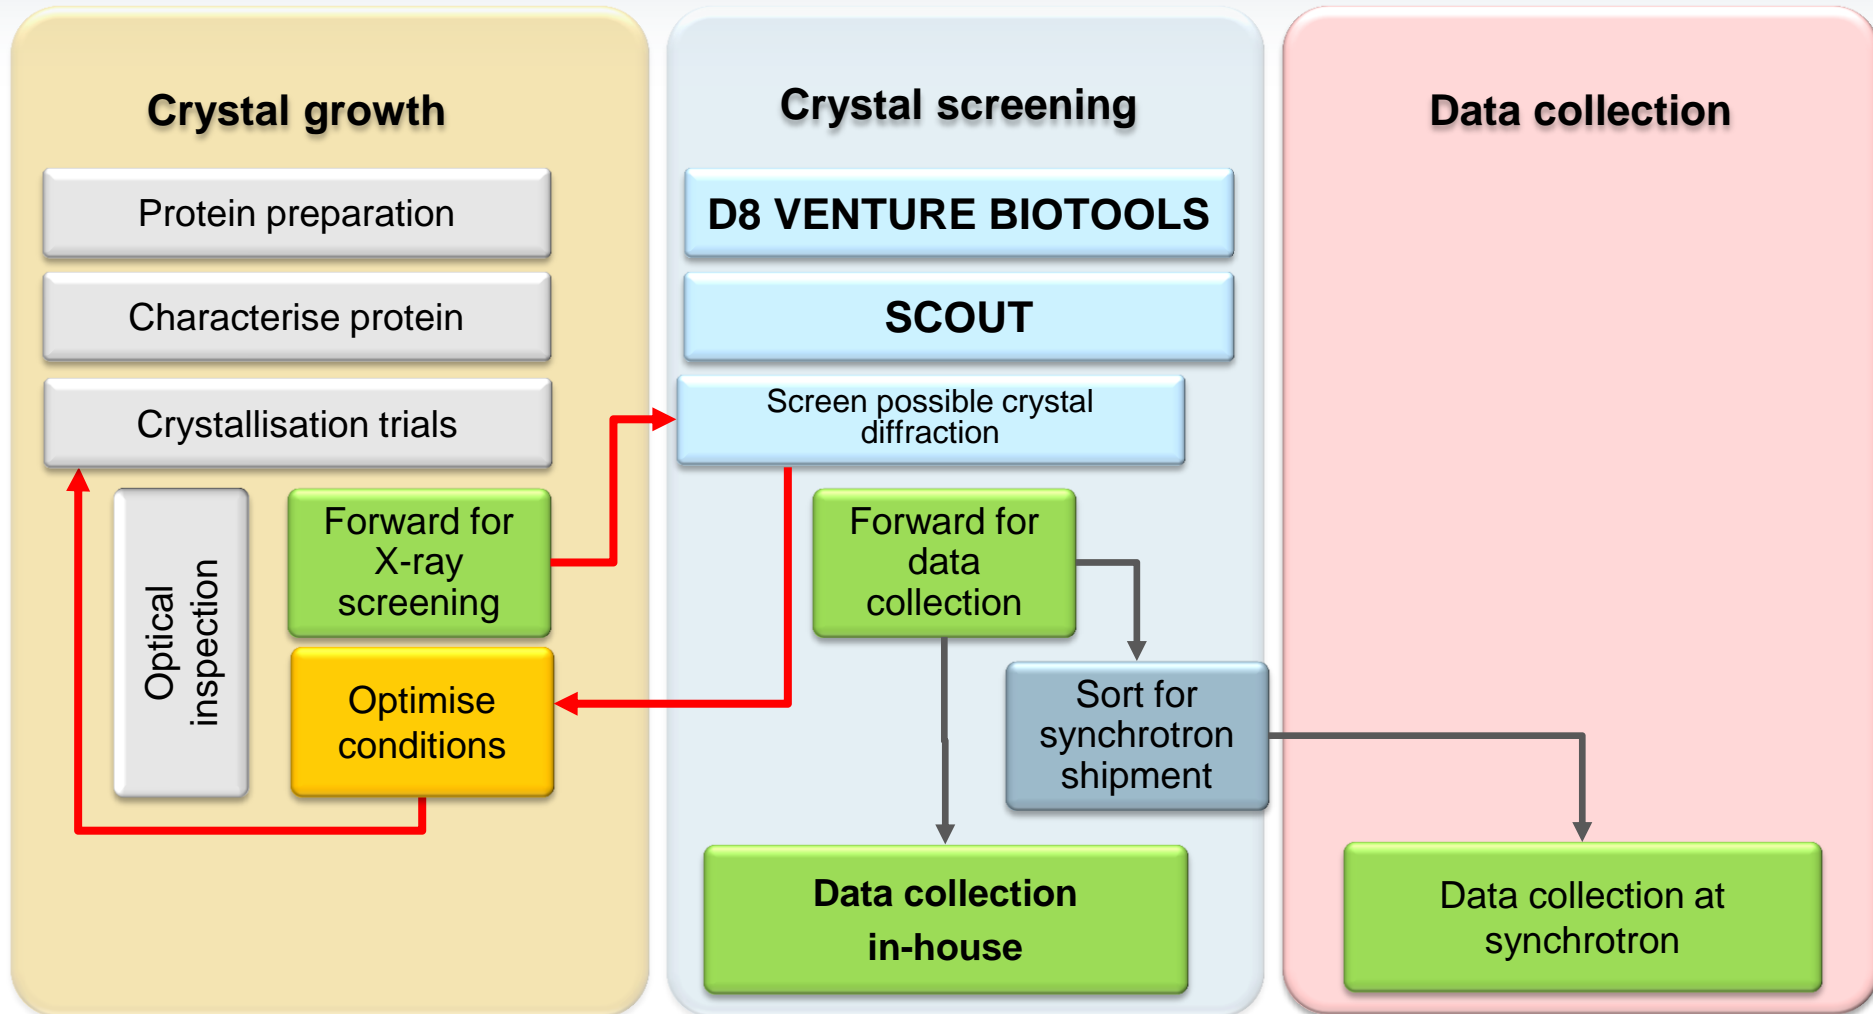 Crystal growth
Protein preparation
Characterise protein
Crystallisation trials
Optical
inspection
Forward for
X-ray
screening
Optimise
conditions
Crystal screening
D8 VENTURE BIOTOOLS
SCOUT
Screen possible crystal
diffraction
Forward for
data
collection
Sort for
synchrotron
shipment
Data collection
in-house
Data collection
Data collection at
synchrotron